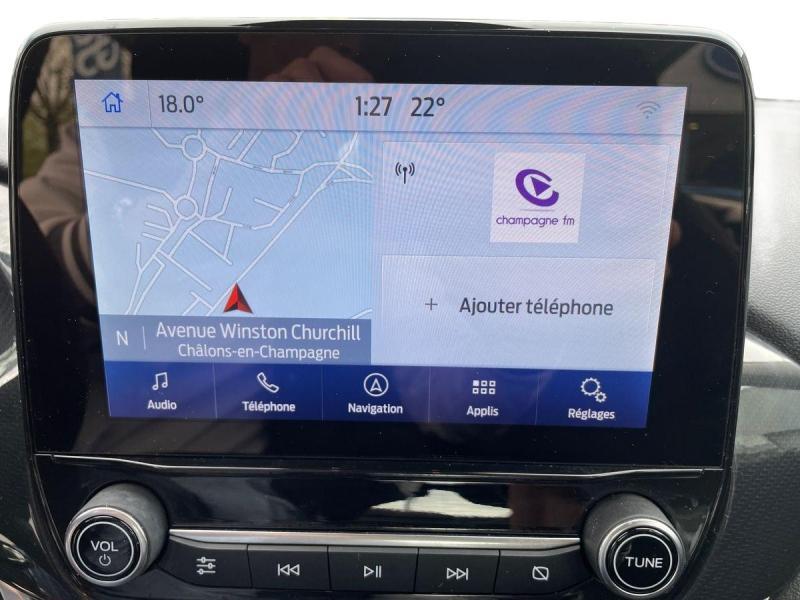 18.0°
1:27 22°
champagne fm
+ Ajouter téléphone
N
Avenue Winston Churchill
Châlons-en-Champagne
Audio
Téléphone
Navigation
Applis
Réglages
VOL
TUNE